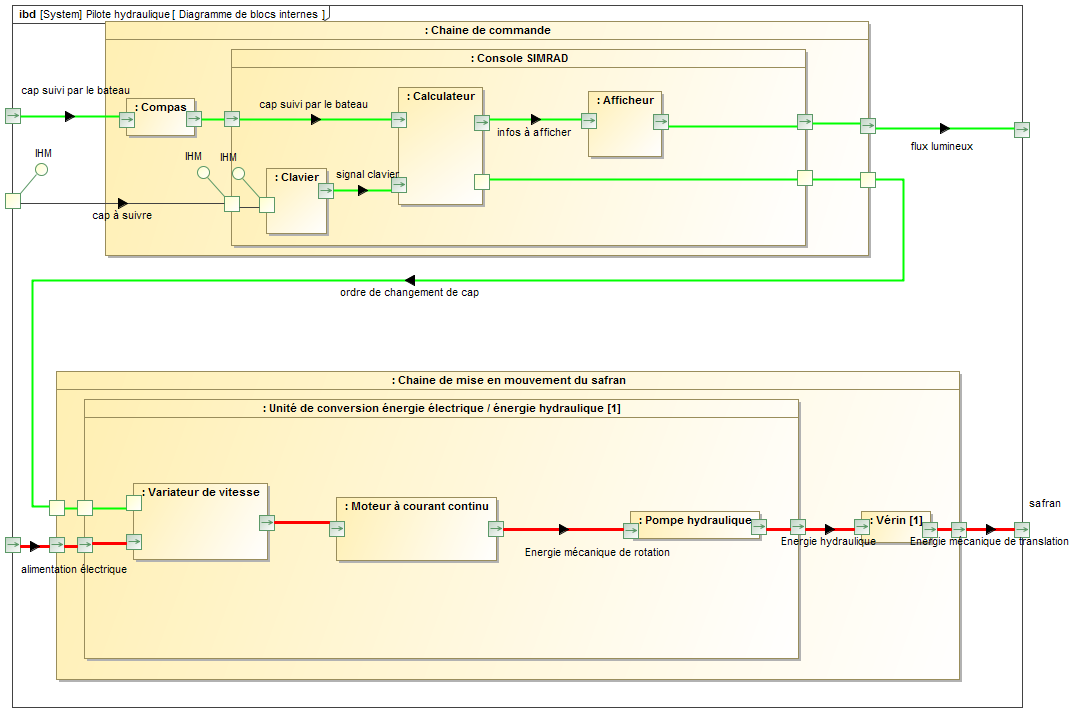 ibd [System] Pilote hydraulique [ Diagramme de blocs internes ]
: Chaine de commande
: Console SIMRAD
cap suivi par le bateau
: Compas
cap suivi par le bateau
: Calculateur
: Afficheur
infos à afficher
flux lumineux
IHM
IHM
IHM
: Clavier
signal clavier
cap à suivre
ordre de changement de cap
: Chaine de mise en mouvement du safran
: Unité de conversion énergie électrique / énergie hydraulique [1]
: Variateur de vitesse
: Moteur à courant continu
: Pompe hydraulique
: Vérin [1]
safran
Energie mécanique de rotation
Energie hydraulique
Energie mécanique de translation
alimentation électrique